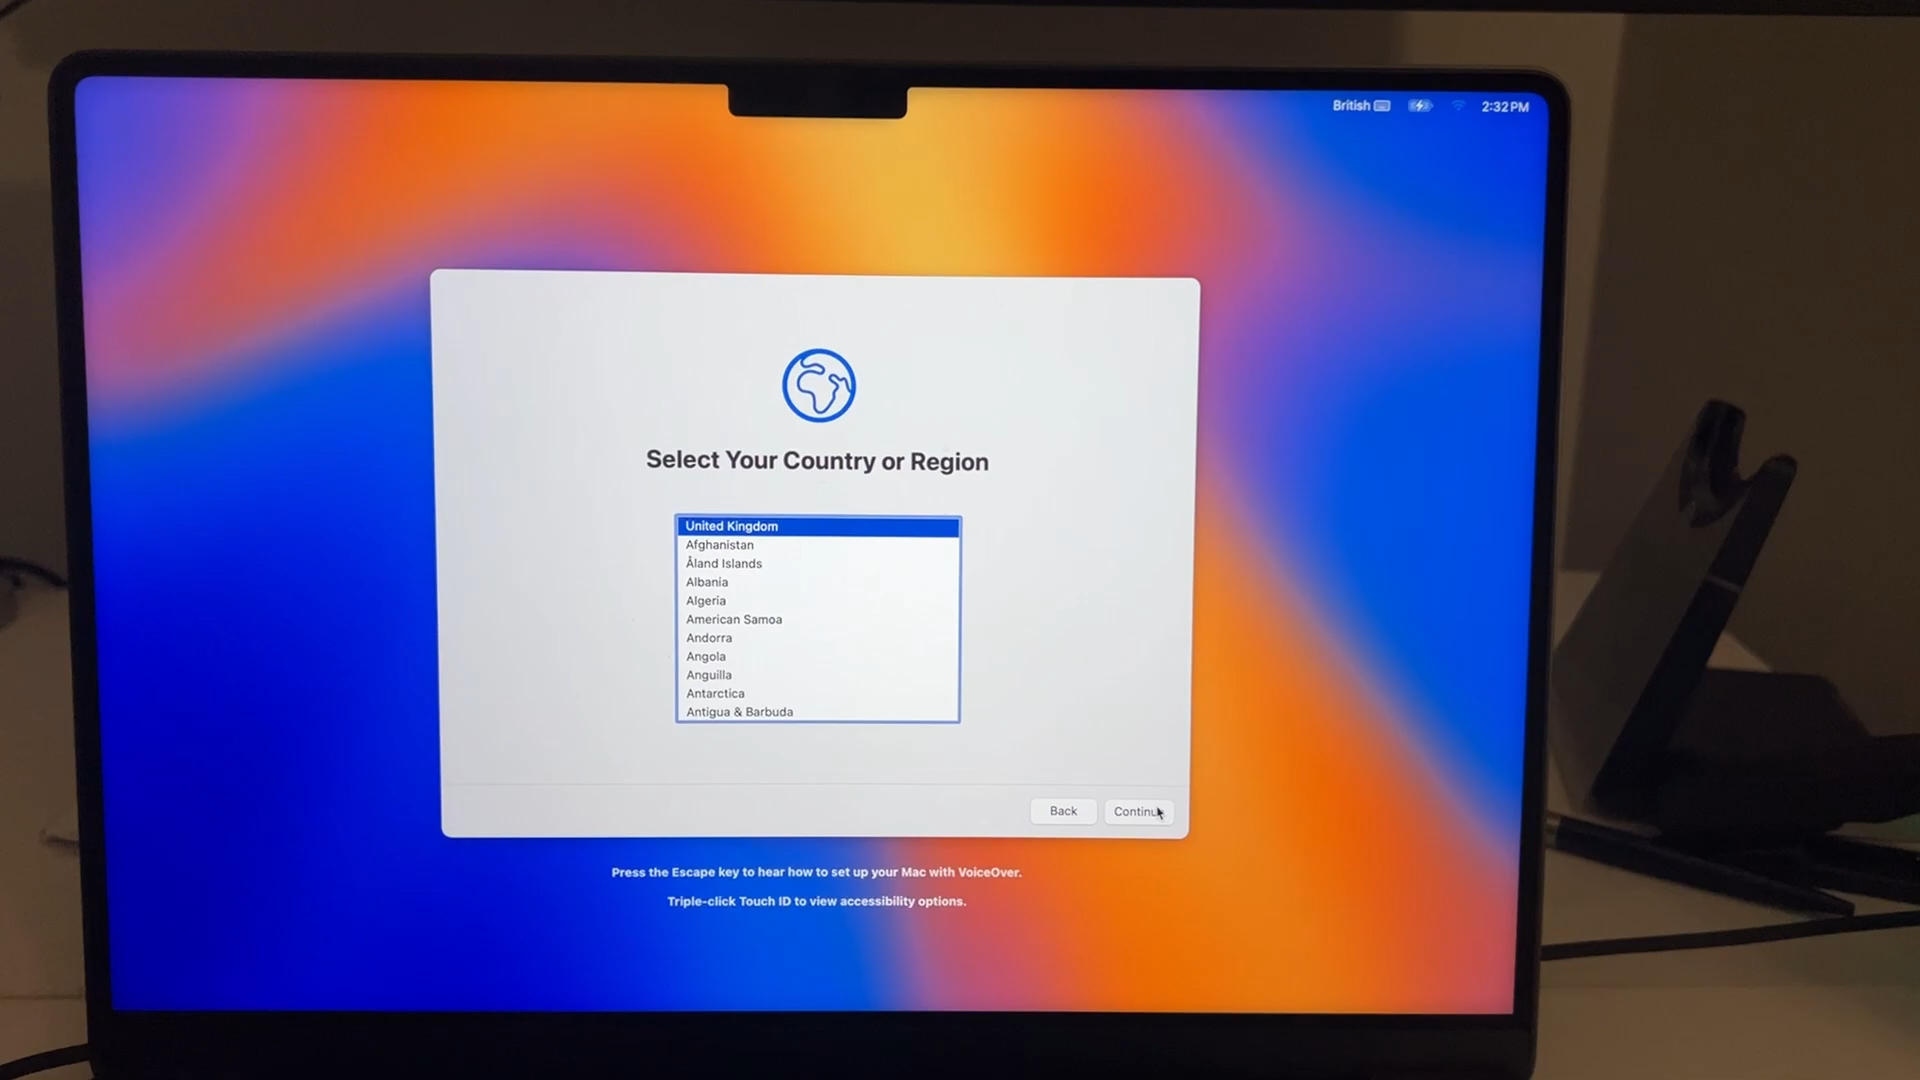 British 2:32 PM
Select Your Country or Region
United Kingdom
Afghanistan
Åland Islands
Albania
Algeria
American Samoa
Andorra
Angola
Anguilla
Antarctica
Antigua & Barbuda
Back Continue
Press the Escape key to hear how to set up your Mac with VoiceOver.
Triple-click Touch ID to view accessibility options.